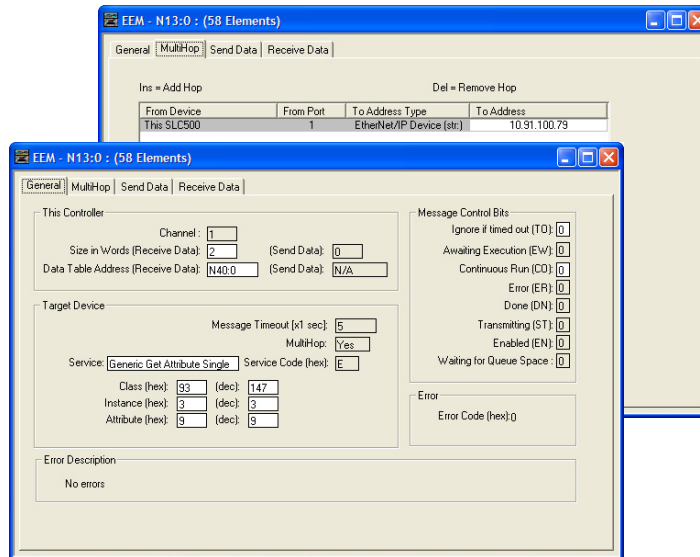 EEM - N13:0 : (58 Elements)
General MultiHop Send Data Receive Data
Ins = Add Hop Del = Remove Hop
From Device From Port To Address Type To Address
This SLC500 1 EtherNet/IP Device (str:) 10.91.100.79
EEM - N13:0 : (58 Elements)
General MultiHop Send Data Receive Data
This Controller
Channel : 1
Size in Words (Receive Data): 2 (Send Data): 0
Data Table Address (Receive Data): N40:0 (Send Data): N/A
Target Device
Message Timeout [x1 sec]: 5
MultiHop: Yes
Service: Generic Get Attribute Single Service Code (hex): E
Class (hex): 93 (dec): 147
Instance (hex): 3 (dec): 3
Attribute (hex): 9 (dec): 9
Message Control Bits
Ignore if timed out (TO): 0
Awaiting Execution (EW): 0
Continuous Run (CO): 0
Error (ER): 0
Done (DN): 0
Transmitting (ST): 0
Enabled (EN): 0
Waiting for Queue Space : 0
Error
Error Code (hex):0
Error Description
No errors